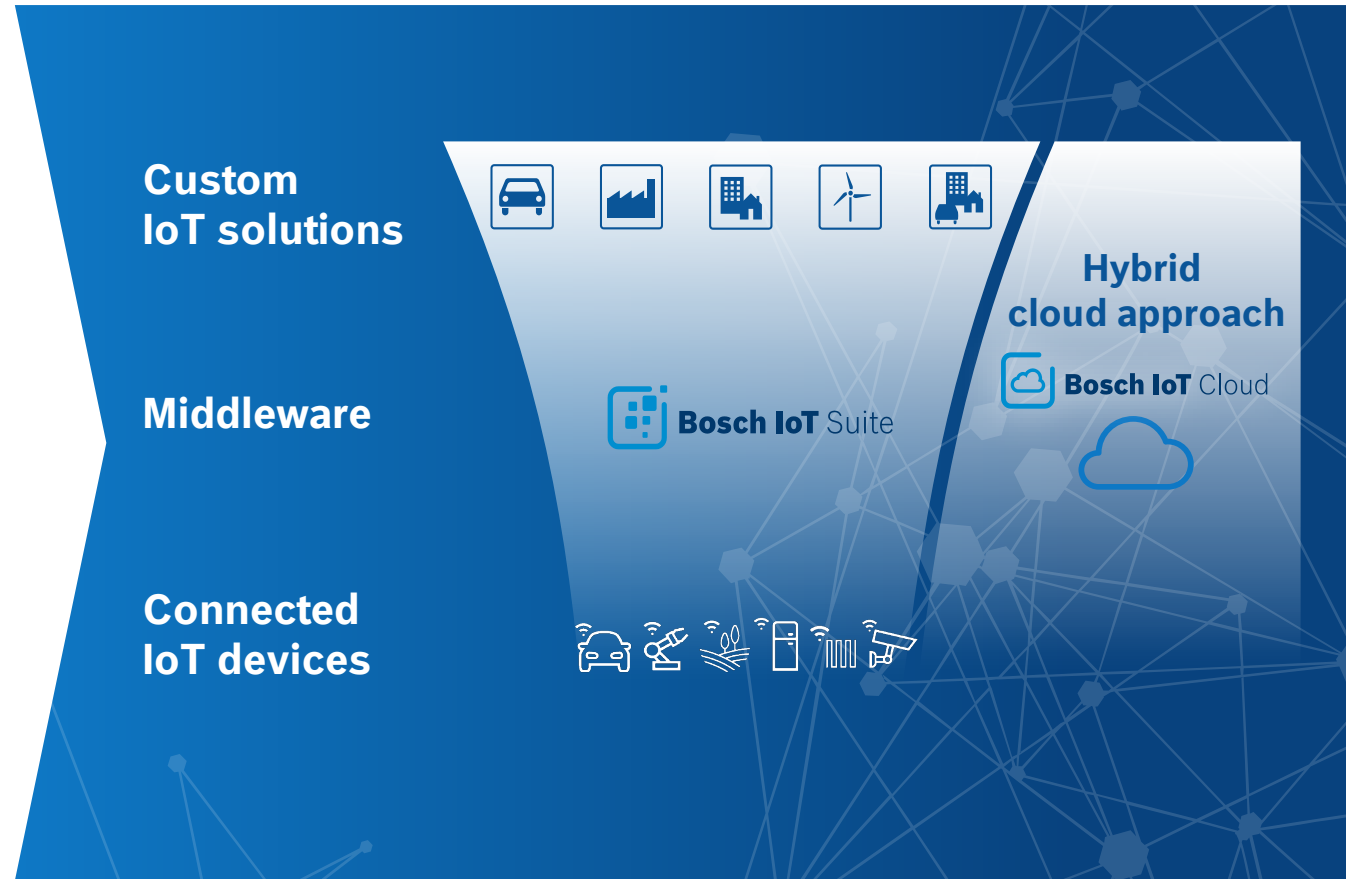 Custom
IoT solutions
Hybrid
cloud approach
Bosch IoT Cloud
Middleware
Bosch IoT Suite
Connected
IoT devices